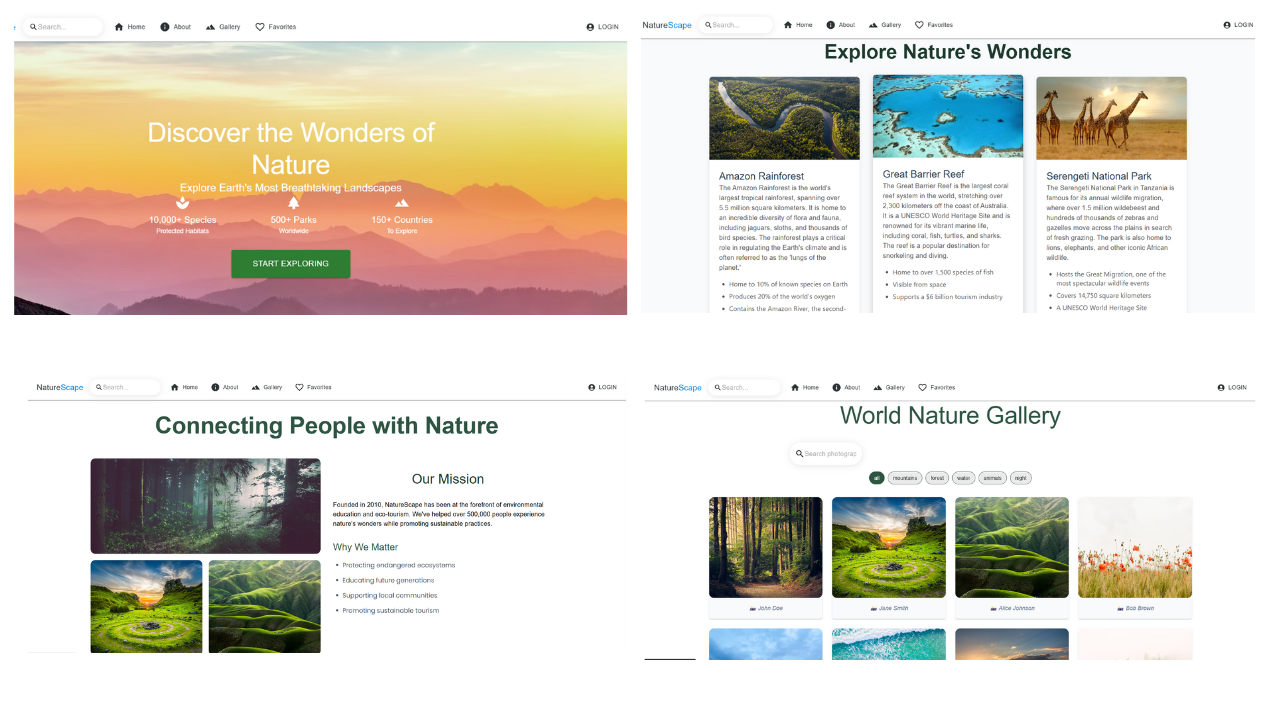 Search...
Home
About
Gallery
Favorites
LOGIN
Discover the Wonders of
Nature
Explore Earth's Most Breathtaking Landscapes
10,000+ Species
Protected Habitats
500+ Parks
Worldwide
150+ Countries
To Explore
START EXPLORING
NatureScape
Search...
Home
About
Gallery
Favorites
LOGIN
Explore Nature's Wonders
Amazon Rainforest
The Amazon Rainforest is the world's
largest tropical rainforest, spanning over
5.5 million square kilometers. It is home to
an incredible diversity of flora and fauna,
including jaguars, sloths, and thousands of
bird species. The rainforest plays a critical
role in regulating the Earth's climate and is
often referred to as the 'lungs of the
planet.'
• Home to 10% of known species on Earth
• Produces 20% of the world's oxygen
• Contains the Amazon River, the second-
Great Barrier Reef
The Great Barrier Reef is the largest coral
reef system in the world, stretching over
2,300 kilometers off the coast of Australia.
It is a UNESCO World Heritage Site and is
renowned for its vibrant marine life,
including coral, fish, turtles, and sharks.
The reef is a popular destination for
snorkeling and diving.
• Home to over 1,500 species of fish
• Visible from space
• Supports a $6 billion tourism industry
Serengeti National Park
The Serengeti National Park in Tanzania is
famous for its annual wildlife migration,
where over 1.5 million wildebeest and
hundreds of thousands of zebras and
gazelles move across the plains in search
of fresh grazing. The park is also home to
lions, elephants, and other iconic African
wildlife.
• Hosts the Great Migration, one of the
most spectacular wildlife events
• Covers 14,750 square kilometers
• A UNESCO World Heritage Site
NatureScape
Search...
Home
About
Gallery
Favorites
LOGIN
Connecting People with Nature
Our Mission
Founded in 2010, NatureScape has been at the forefront of environmental
education and eco-tourism. We've helped over 500,000 people experience
nature's wonders while promoting sustainable practices.
Why We Matter
• Protecting endangered ecosystems
• Educating future generations
• Supporting local communities
• Promoting sustainable tourism
NatureScape
Search...
Home
About
Gallery
Favorites
LOGIN
World Nature Gallery
Search photograp
all
mountains
forest
water
animals
night
John Doe
Jane Smith
Alice Johnson
Bob Brown